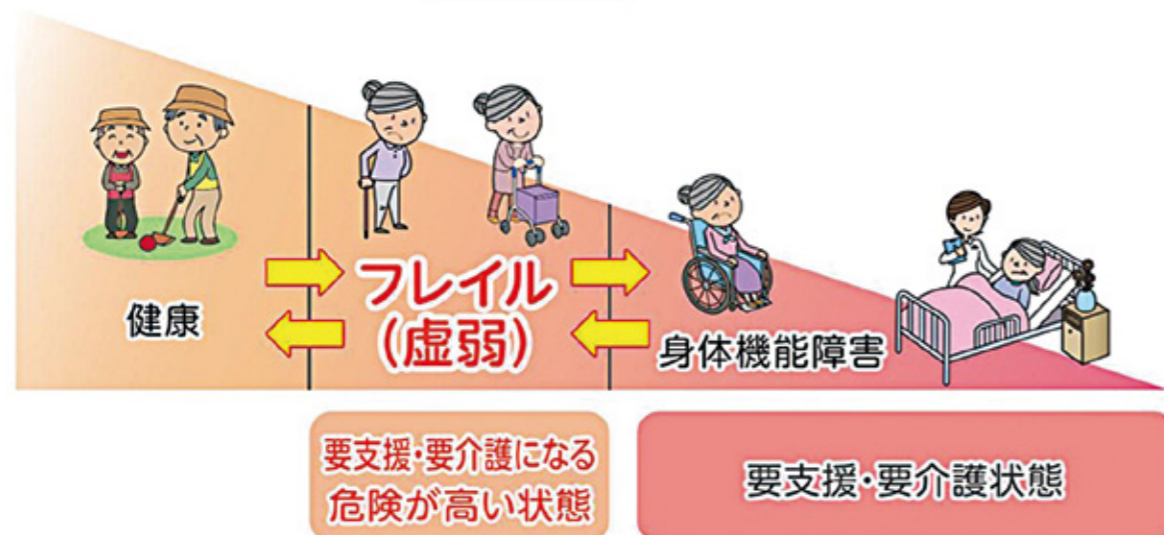 健康
フレイル
(虚弱)
身体機能障害
要支援・要介護になる
危険が高い状態
要支援・要介護状態